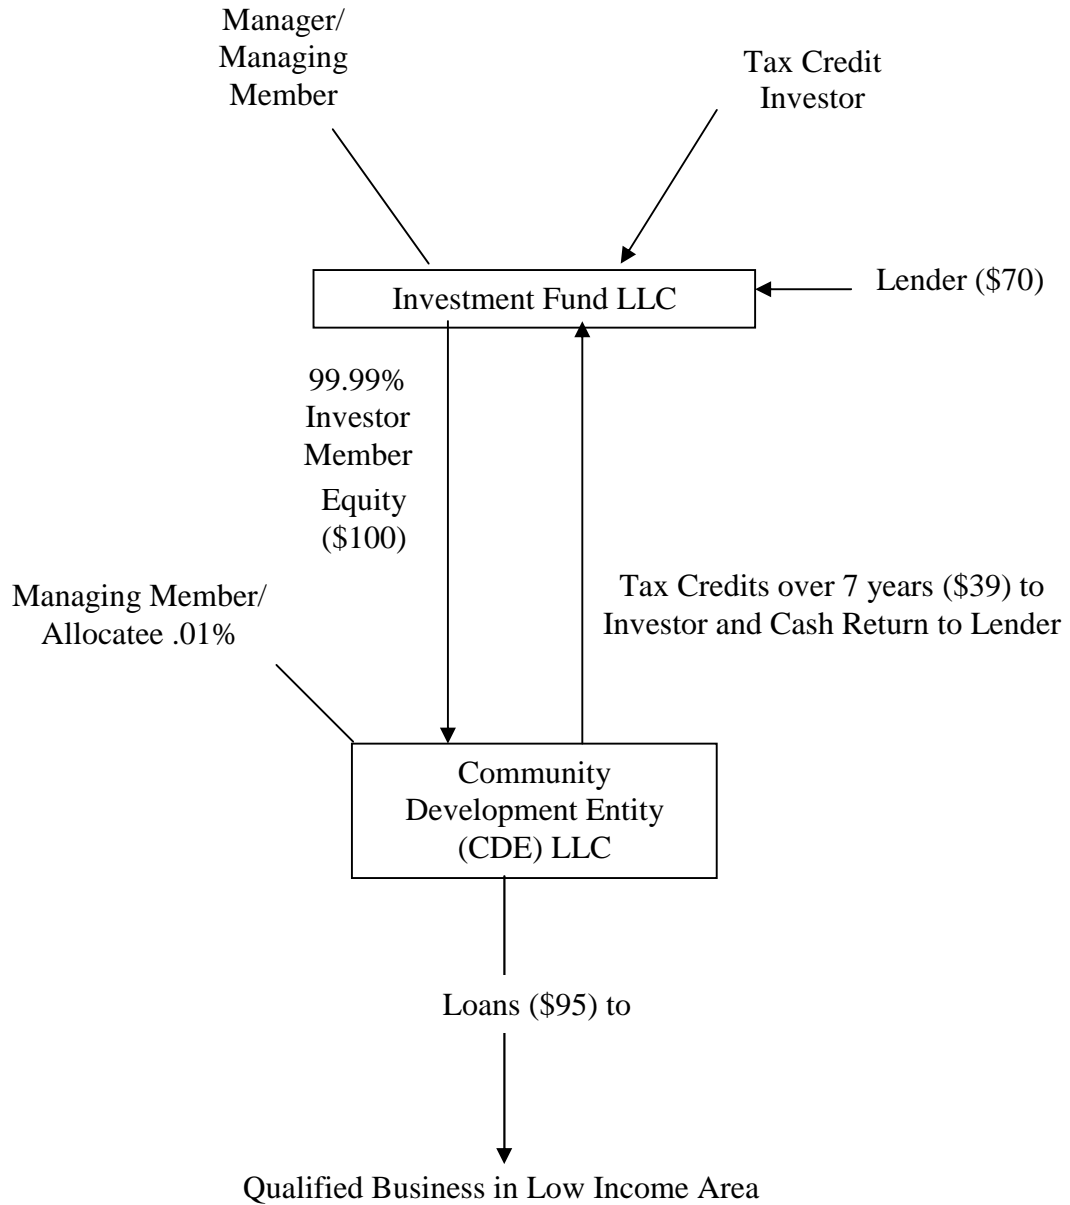 Manager/
Managing
Member
Tax Credit
Investor
Investment Fund LLC
Lender ($70)
99.99%
Investor
Member
Equity
($100)
Managing Member/
Allocatee .01%
Tax Credits over 7 years ($39) to
Investor and Cash Return to Lender
Community
Development Entity
(CDE) LLC
Loans ($95) to
Qualified Business in Low Income Area